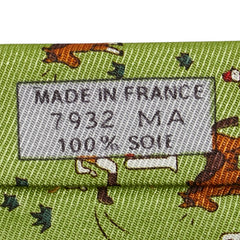 MADE IN FRANCE
7932 MA
100% SOIE